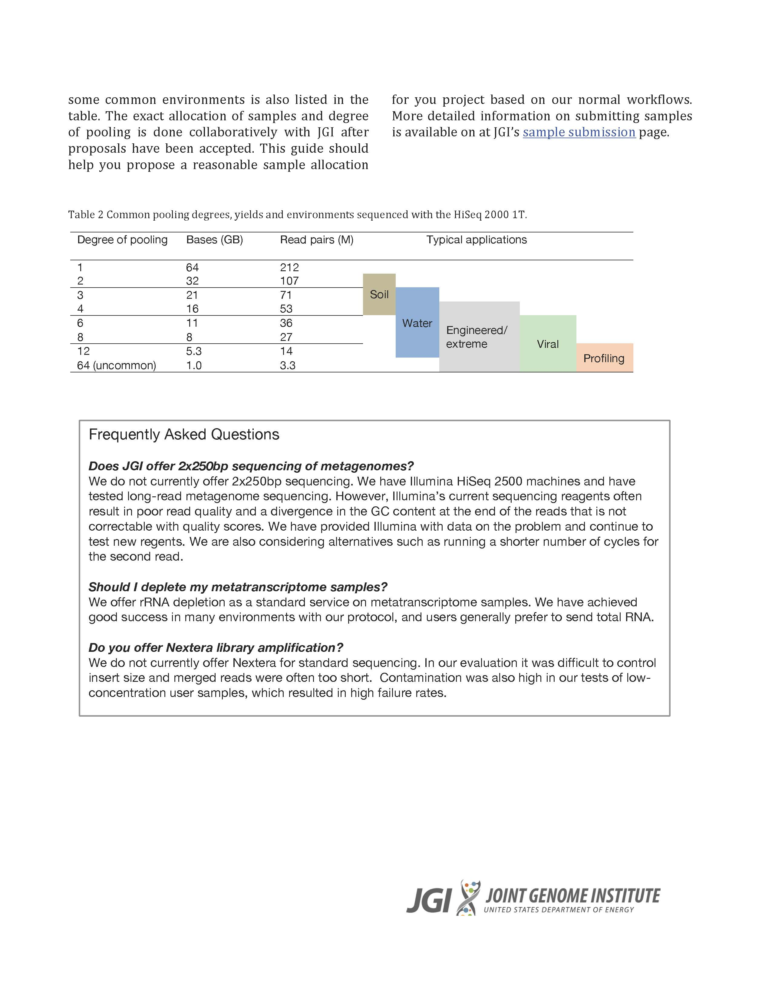 some common environments is also listed in the
table. The exact allocation of samples and degree
of pooling is done collaboratively with JGI after
proposals have been accepted. This guide should
help you propose a reasonable sample allocation
for you project based on our normal workflows.
More detailed information on submitting samples
is available on at JGI’s sample submission page.
Table 2 Common pooling degrees, yields and environments sequenced with the HiSeq 2000 1T.
Degree of pooling Bases (GB) Read pairs (M) Typical applications
1 64 212
2 32 107
3 21 71
4 16 53
6 11 36
8 8 27
12 5.3 14
64 (uncommon) 1.0 3.3
Soil
Water
Engineered/
extreme
Viral
Profiling
Frequently Asked Questions
Does JGI offer 2x250bp sequencing of metagenomes?
We do not currently offer 2x250bp sequencing. We have Illumina HiSeq 2500 machines and have
tested long-read metagenome sequencing. However, Illumina’s current sequencing reagents often
result in poor read quality and a divergence in the GC content at the end of the reads that is not
correctable with quality scores. We have provided Illumina with data on the problem and continue to
test new regents. We are also considering alternatives such as running a shorter number of cycles for
the second read.
Should I deplete my metatranscriptome samples?
We offer rRNA depletion as a standard service on metatranscriptome samples. We have achieved
good success in many environments with our protocol, and users generally prefer to send total RNA.
Do you offer Nextera library amplification?
We do not currently offer Nextera for standard sequencing. In our evaluation it was difficult to control
insert size and merged reads were often too short.  Contamination was also high in our tests of low-
concentration user samples, which resulted in high failure rates.
JGI JOINT GENOME INSTITUTE
UNITED STATES DEPARTMENT OF ENERGY